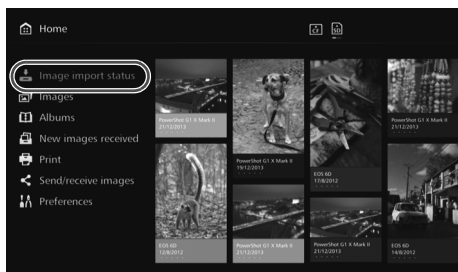 Home
CF
SD
Image import status
Images
Albums
New images received
Print
Send/receive images
Preferences
PowerShot G1 X Mark II
21/12/2013
PowerShot G1 X Mark II
19/12/2013
EOS 6D
17/8/2012
PowerShot G1 X Mark II
21/12/2013
EOS 6D
12/8/2012
PowerShot G1 X Mark II
21/12/2013
PowerShot G1 X Mark II
21/12/2013
EOS 6D
14/8/2012